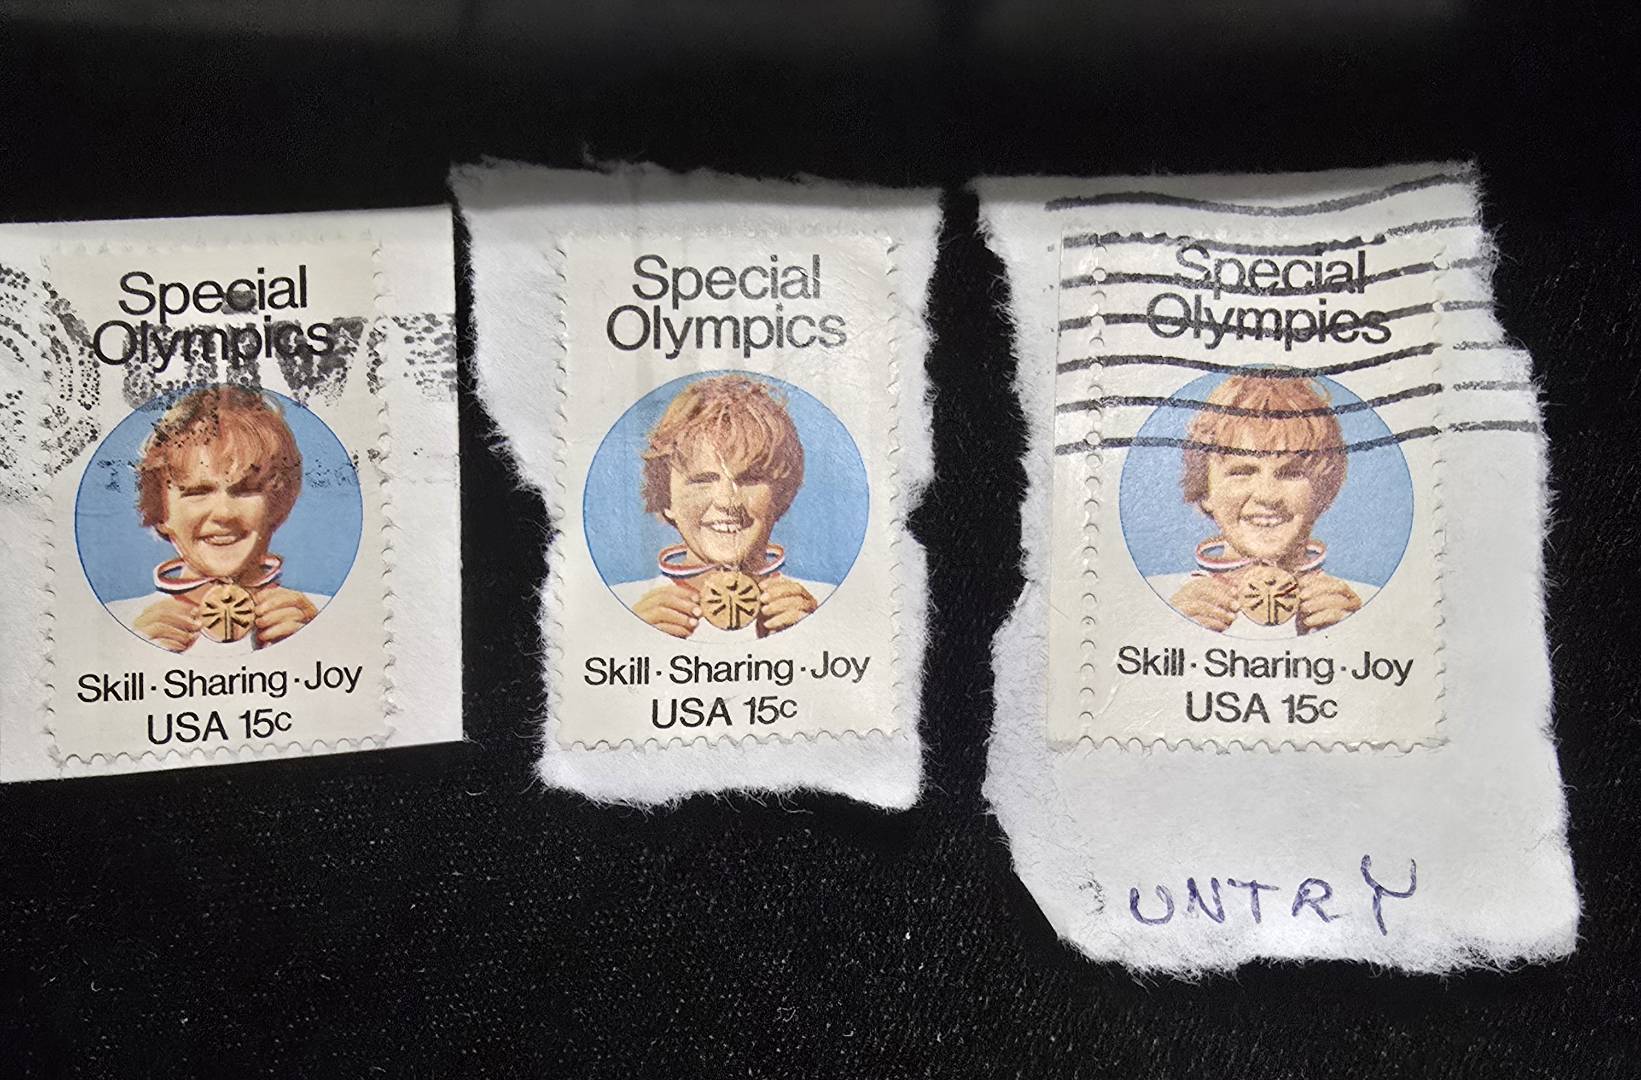 Special
Olympics
Skill · Sharing · Joy
USA 15c
Special
Olympics
Skill · Sharing · Joy
USA 15c
Special
Olympics
Skill · Sharing · Joy
USA 15c
UNTRY